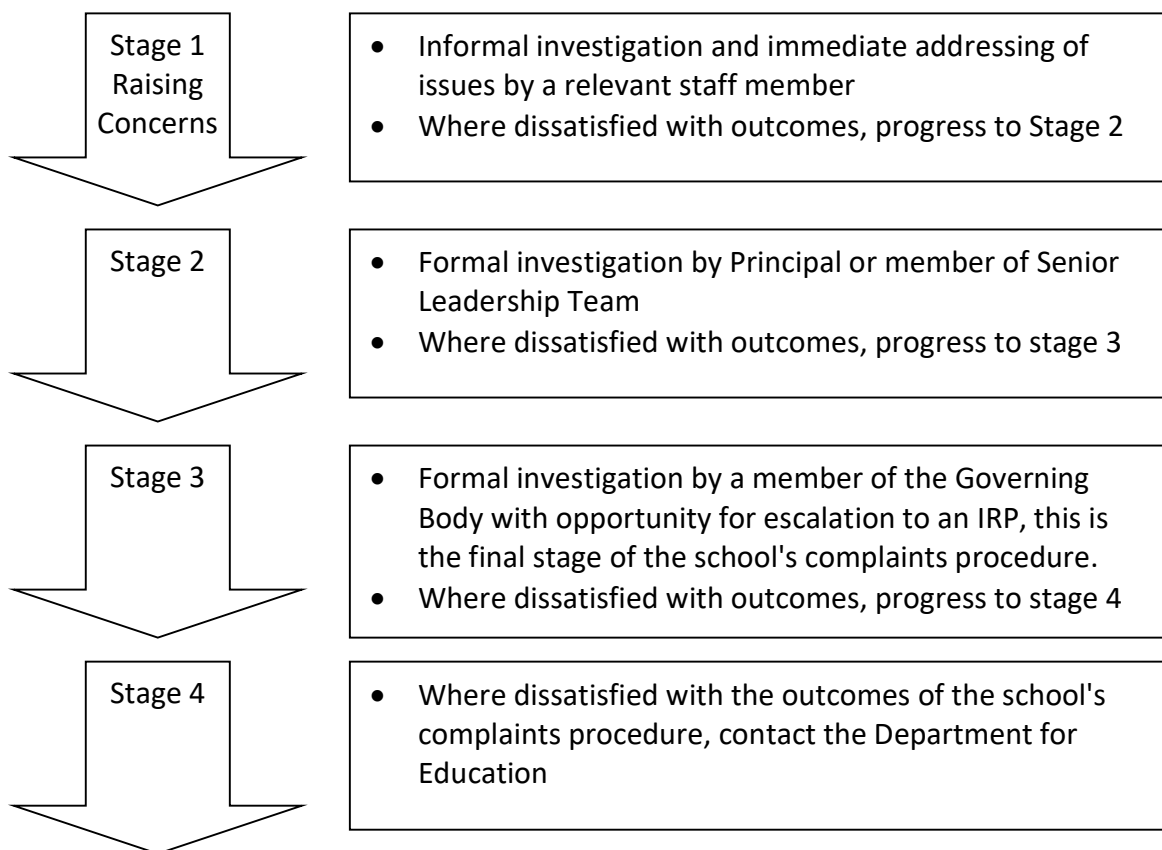 Stage 1
Raising
Concerns
• Informal investigation and immediate addressing of
issues by a relevant staff member
• Where dissatisfied with outcomes, progress to Stage 2
Stage 2
• Formal investigation by Principal or member of Senior
Leadership Team
• Where dissatisfied with outcomes, progress to stage 3
Stage 3
• Formal investigation by a member of the Governing
Body with opportunity for escalation to an IRP, this is
the final stage of the school's complaints procedure.
• Where dissatisfied with outcomes, progress to stage 4
Stage 4
• Where dissatisfied with the outcomes of the school's
complaints procedure, contact the Department for
Education